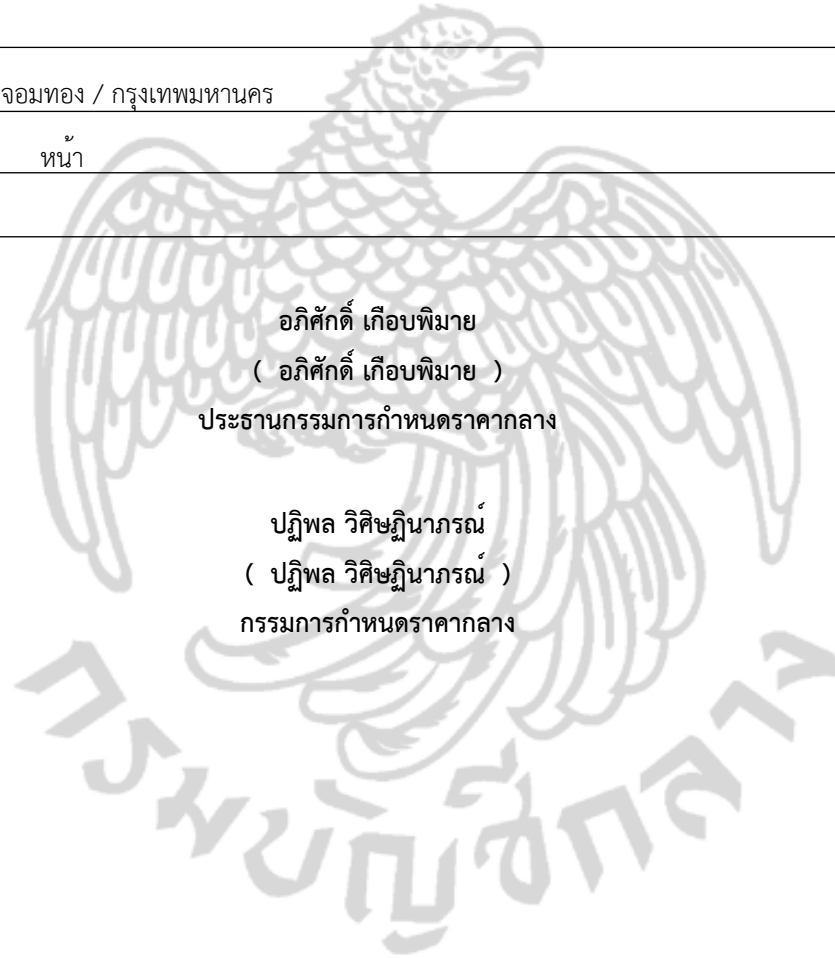 จอมทอง / กรุงเทพมหานคร
หน้า
อภิศักดิ์ เกือบพิมาย
( อภิศักดิ์ เกือบพิมาย )
ประธานกรรมการกำหนดราคากลาง
ปฏิพล วิศิษฏินาภรณ์
( ปฏิพล วิศิษฏินาภรณ์ )
กรรมการกำหนดราคากลาง
กรมบัญชีกลาง